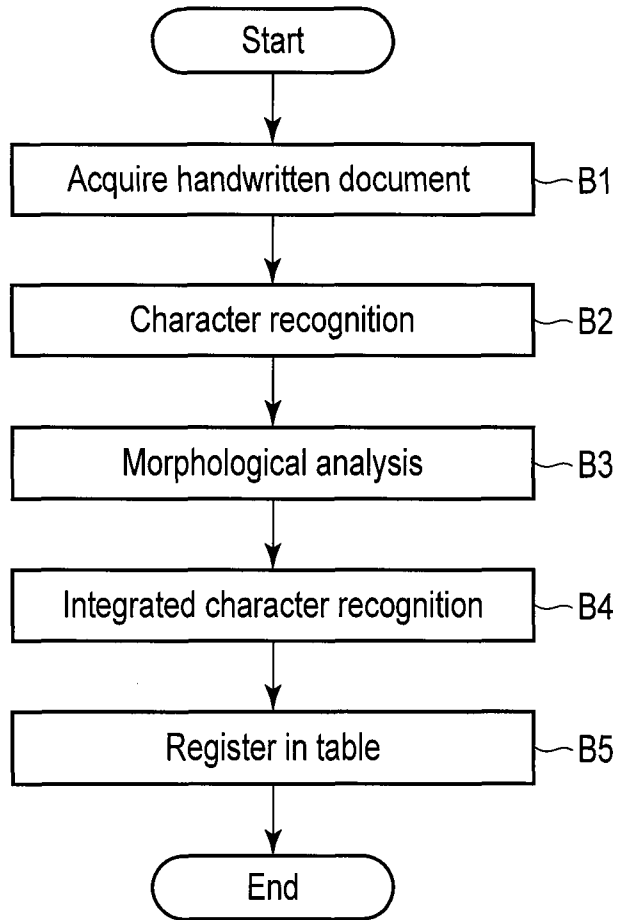 Start
Acquire handwritten document B1
Character recognition B2
Morphological analysis B3
Integrated character recognition B4
Register in table B5
End